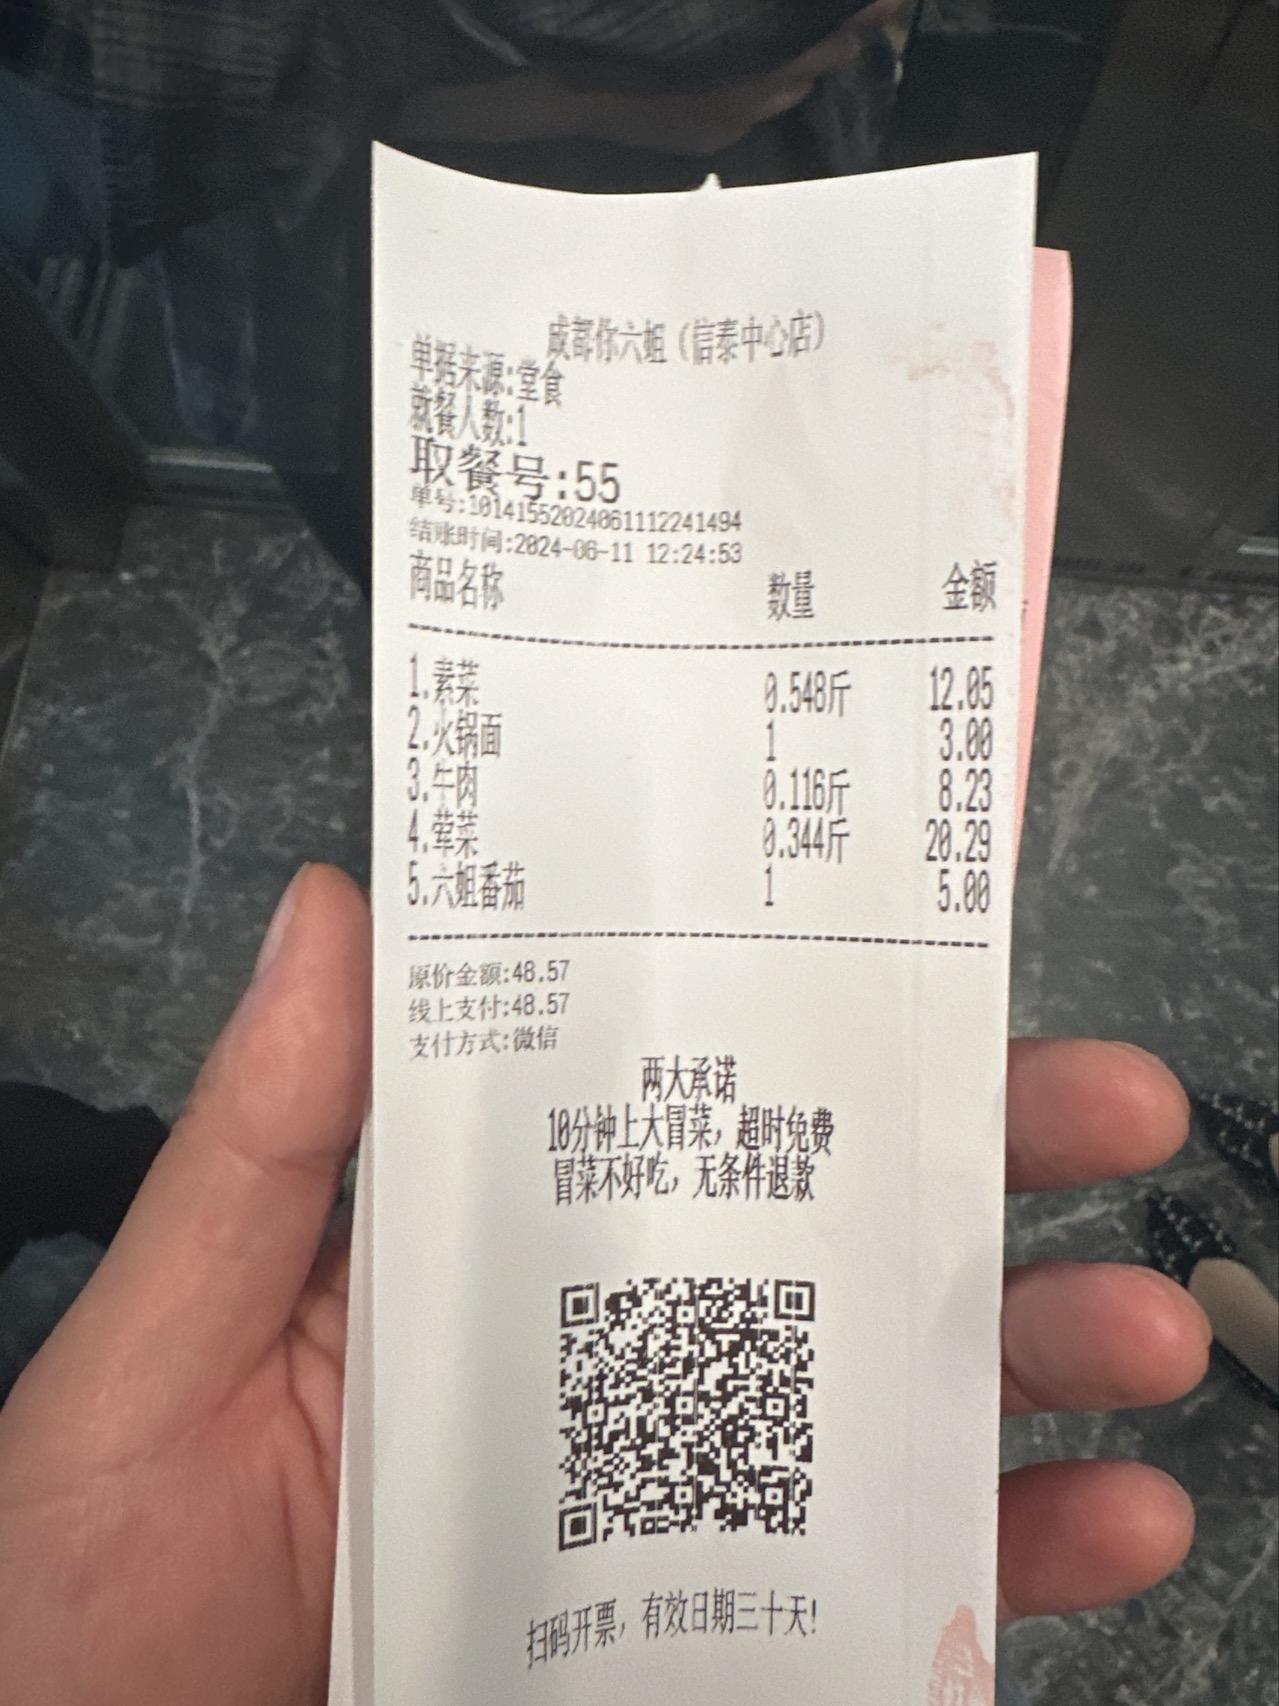 成都你六姐（信泰中心店）
单据来源:堂食
就餐人数:1
取餐号:55
单号:10141552024061112241494
结账时间:2024-06-11 12:24:53
商品名称 数量 金额
1.素菜 0.548斤 12.05
2.火锅面 1 3.00
3.牛肉 0.116斤 8.23
4.荤菜 0.344斤 20.29
5.六姐番茄 1 5.00
原价金额:48.57
线上支付:48.57
支付方式:微信
两大承诺
10分钟上大冒菜，超时免费
冒菜不好吃，无条件退款
扫码开票，有效日期三十天!